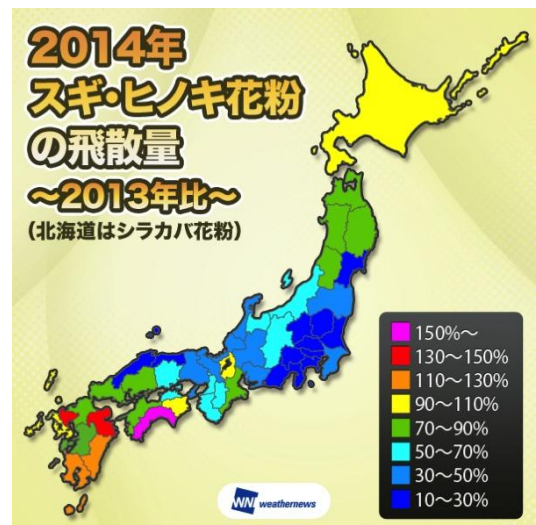 2014年
スギ・ヒノキ花粉
の飛散量
～2013年比～
(北海道はシラカバ花粉)
150%～
130～150%
110～130%
90～110%
70～90%
50～70%
30～50%
10～30%
WNI weathernews